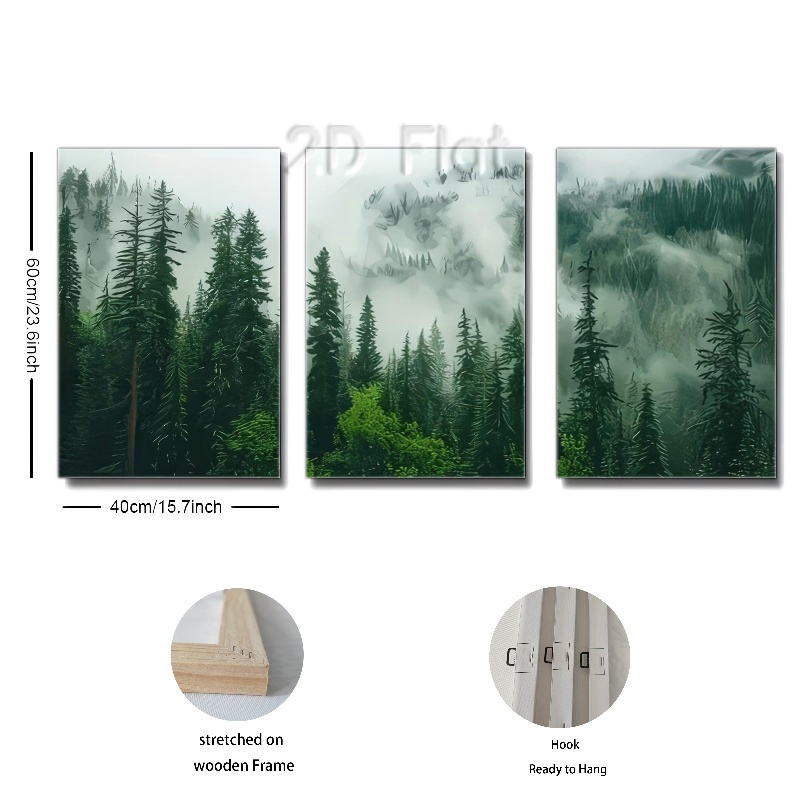 2D Flat
60cm/23.6inch
40cm/15.7inch
stretched on
wooden Frame
Hook
Ready to Hang